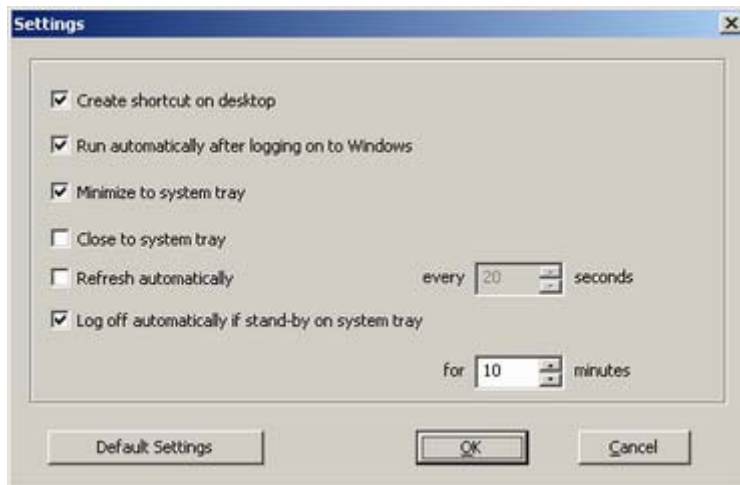 Settings
Create shortcut on desktop
Run automatically after logging on to Windows
Minimize to system tray
Close to system tray
Refresh automatically every 20 seconds
Log off automatically if stand-by on system tray
for 10 minutes
Default Settings OK Cancel